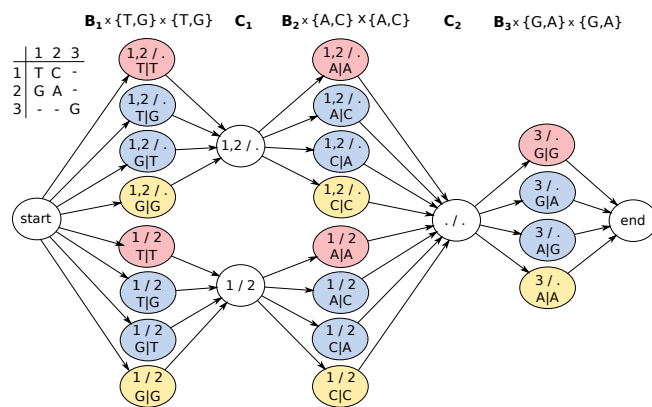 B₁ x {T,G} x {T,G} C₁ B₂ x {A,C} x {A,C} C₂ B₃ x {G,A} x {G,A}
1 2 3
1 T C -
2 G A -
3 - - G
start
1,2 / .
T|T
1,2 / .
T|G
1,2 / .
G|T
1,2 / .
G|G
1 / 2
T|T
1 / 2
T|G
1 / 2
G|T
1 / 2
G|G
1,2 / .
1 / 2
1,2 / .
A|A
1,2 / .
A|C
1,2 / .
C|A
1,2 / .
C|C
1 / 2
A|A
1 / 2
A|C
1 / 2
C|A
1 / 2
C|C
. / .
3 / .
G|G
3 / .
G|A
3 / .
A|G
3 / .
A|A
end